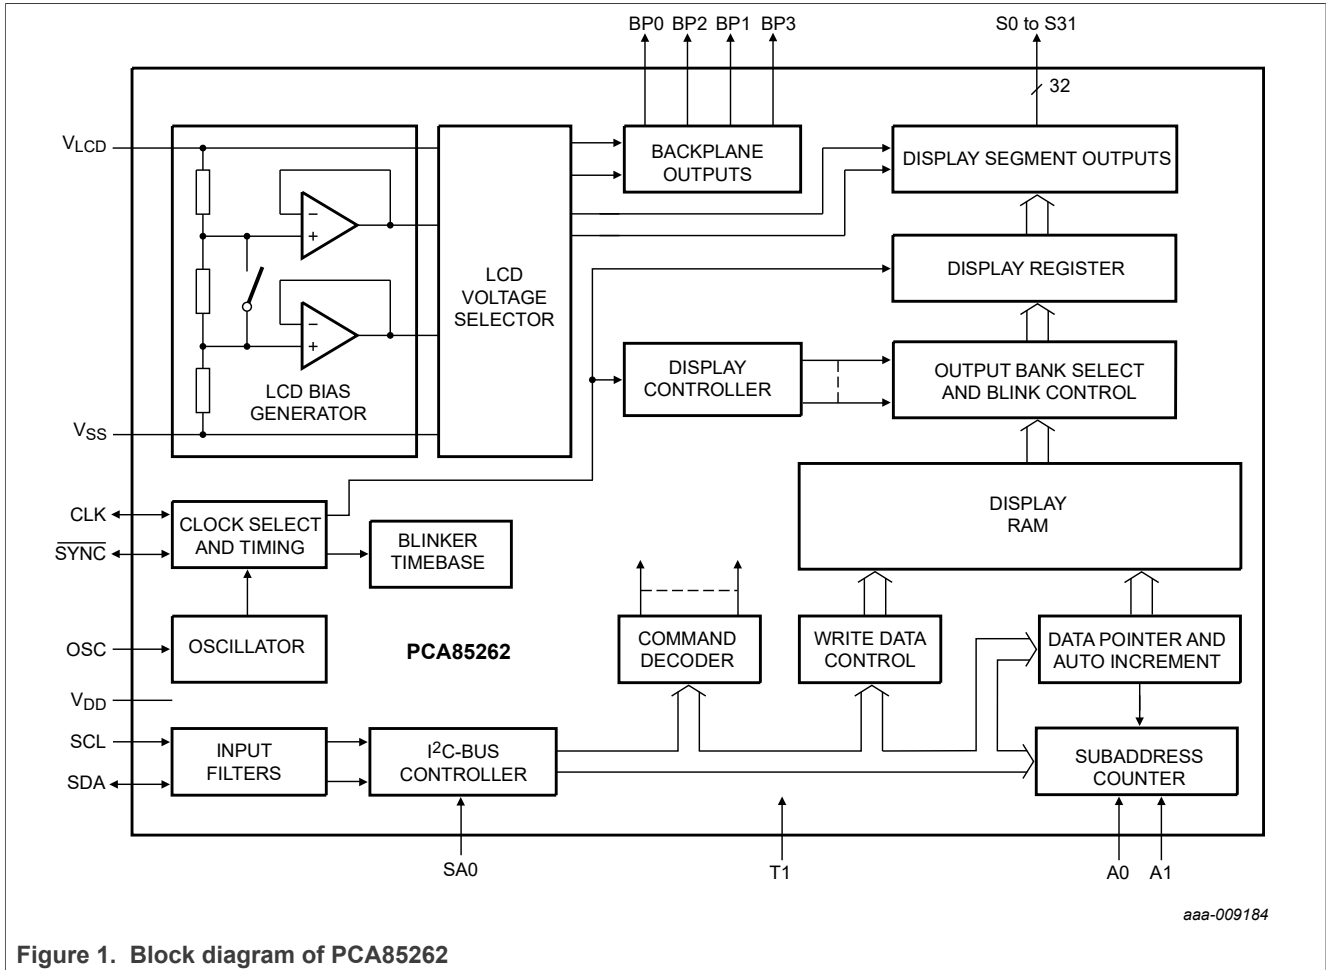 BP0 BP2 BP1 BP3
S0 to S31
32
VLCD
BACKPLANE
OUTPUTS
DISPLAY SEGMENT OUTPUTS
−
+
LCD
VOLTAGE
SELECTOR
DISPLAY REGISTER
−
+
LCD BIAS
GENERATOR
DISPLAY
CONTROLLER
OUTPUT BANK SELECT
AND BLINK CONTROL
VSS
CLK
SYNC
CLOCK SELECT
AND TIMING
BLINKER
TIMEBASE
DISPLAY
RAM
OSC
OSCILLATOR
PCA85262
COMMAND
DECODER
WRITE DATA
CONTROL
DATA POINTER AND
AUTO INCREMENT
VDD
SCL
SDA
INPUT
FILTERS
I2C-BUS
CONTROLLER
SUBADDRESS
COUNTER
SA0
T1
A0 A1
aaa-009184
Figure 1. Block diagram of PCA85262